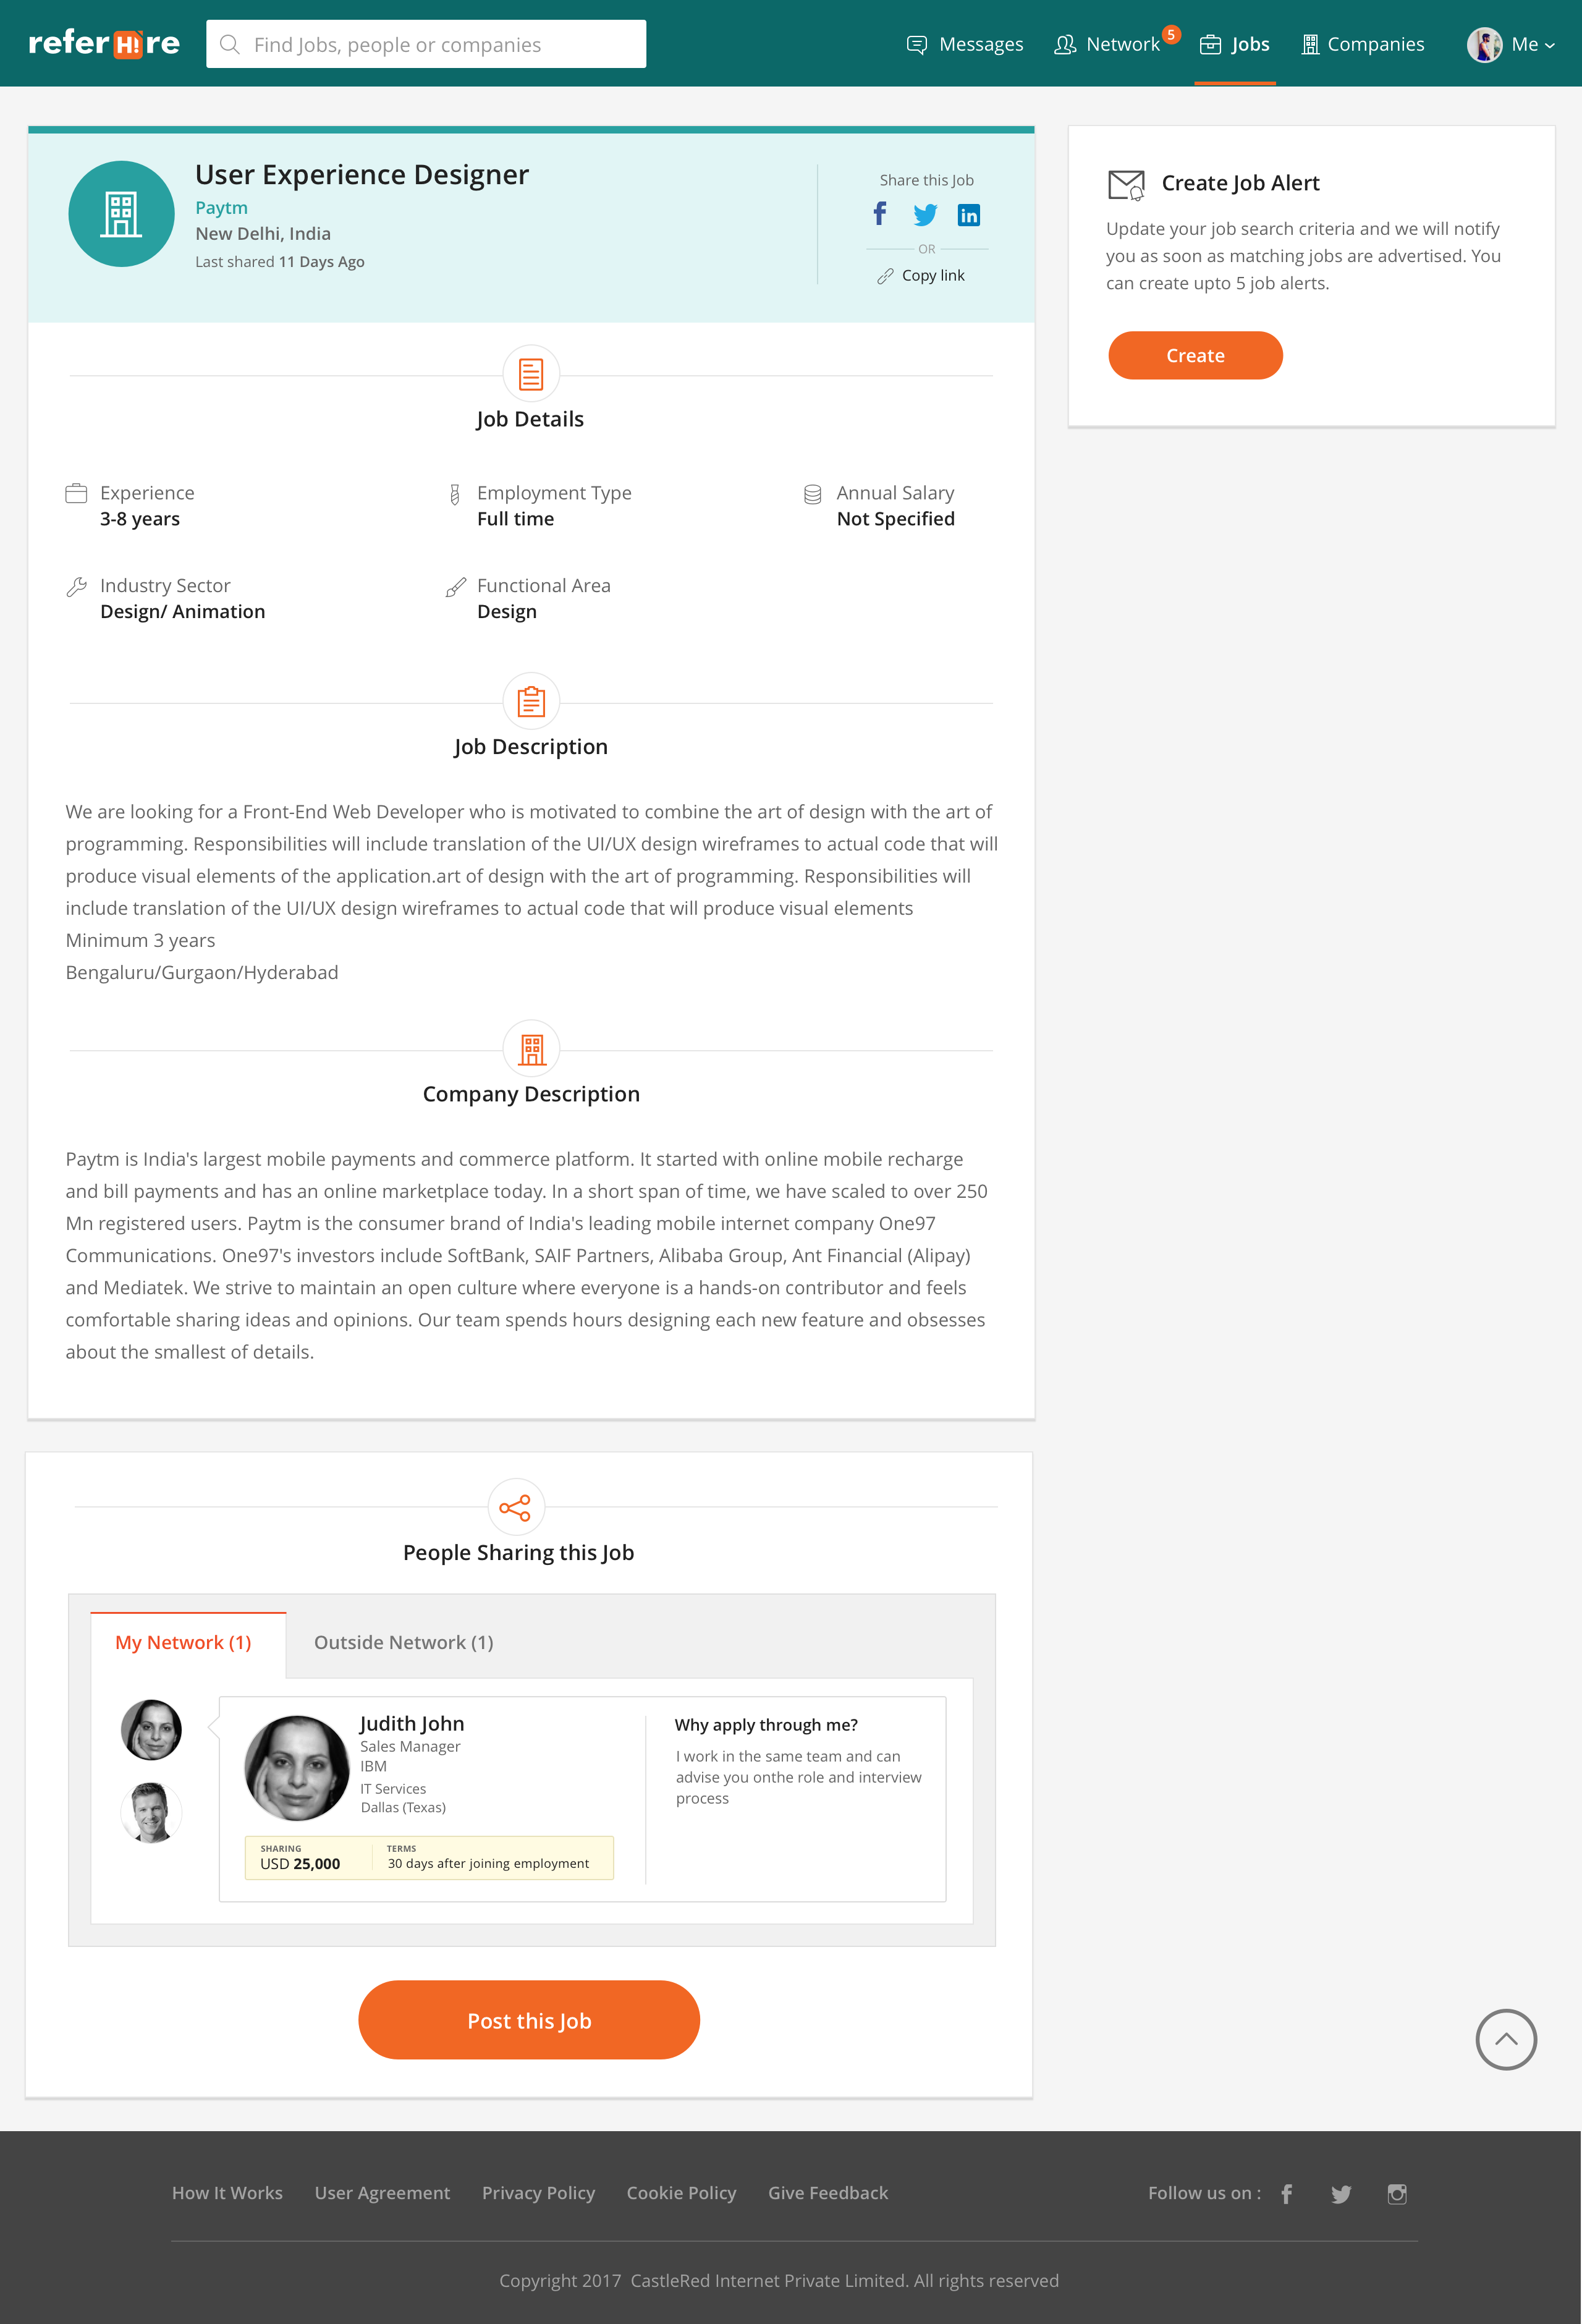 referHire
Find Jobs, people or companies
Messages
Network
5
Jobs
Companies
Me
User Experience Designer
Paytm
New Delhi, India
Last shared 11 Days Ago
Share this Job
f
in
OR
Copy link
Create Job Alert
Update your job search criteria and we will notify
you as soon as matching jobs are advertised. You
can create upto 5 job alerts.
Create
Job Details
Experience
3-8 years
Employment Type
Full time
Annual Salary
Not Specified
Industry Sector
Design/ Animation
Functional Area
Design
Job Description
We are looking for a Front-End Web Developer who is motivated to combine the art of design with the art of
programming. Responsibilities will include translation of the UI/UX design wireframes to actual code that will
produce visual elements of the application.art of design with the art of programming. Responsibilities will
include translation of the UI/UX design wireframes to actual code that will produce visual elements
Minimum 3 years
Bengaluru/Gurgaon/Hyderabad
Company Description
Paytm is India's largest mobile payments and commerce platform. It started with online mobile recharge
and bill payments and has an online marketplace today. In a short span of time, we have scaled to over 250
Mn registered users. Paytm is the consumer brand of India's leading mobile internet company One97
Communications. One97's investors include SoftBank, SAIF Partners, Alibaba Group, Ant Financial (Alipay)
and Mediatek. We strive to maintain an open culture where everyone is a hands-on contributor and feels
comfortable sharing ideas and opinions. Our team spends hours designing each new feature and obsesses
about the smallest of details.
People Sharing this Job
My Network (1)
Outside Network (1)
Judith John
Sales Manager
IBM
IT Services
Dallas (Texas)
SHARING
USD 25,000
TERMS
30 days after joining employment
Why apply through me?
I work in the same team and can
advise you onthe role and interview
process
Post this Job
How It Works
User Agreement
Privacy Policy
Cookie Policy
Give Feedback
Follow us on :
f
Copyright 2017 CastleRed Internet Private Limited. All rights reserved